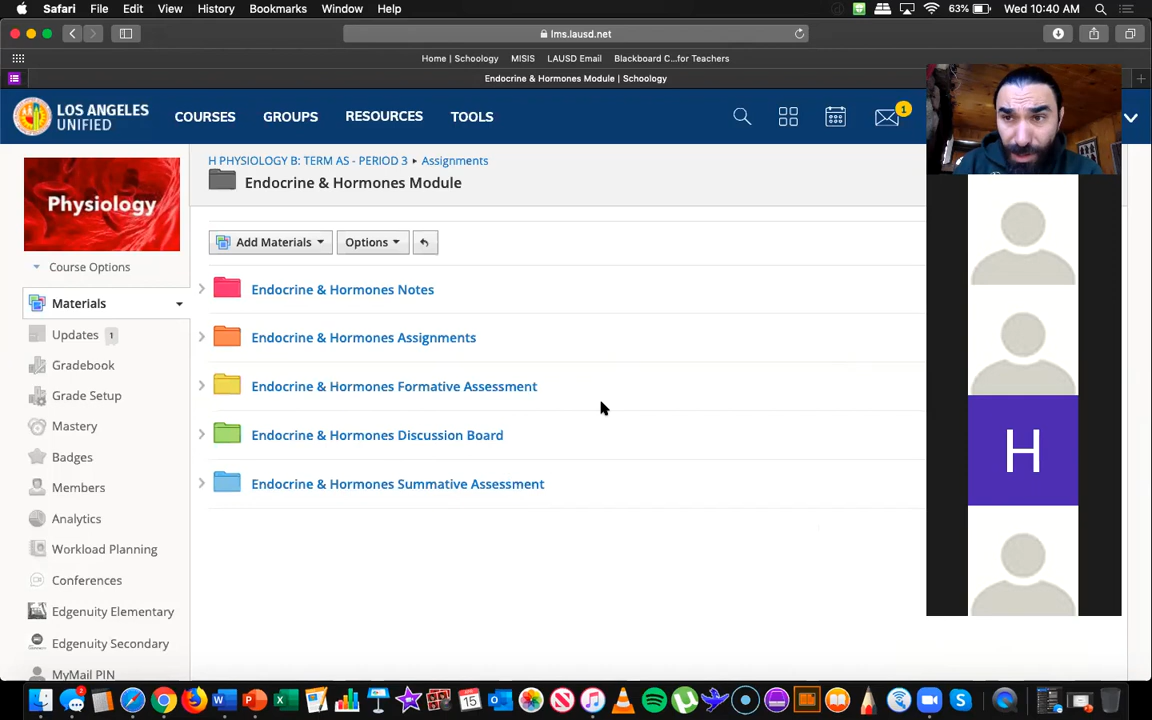 Safari File Edit View History Bookmarks Window Help 63% Wed 10:40 AM
lms.lausd.net
Home | Schoology MISIS LAUSD Email Blackboard C...for Teachers
Endocrine & Hormones Module | Schoology
LOS ANGELES
UNIFIED
COURSES GROUPS RESOURCES TOOLS 1
Physiology
H PHYSIOLOGY B: TERM AS - PERIOD 3 ▸ Assignments
Endocrine & Hormones Module
Add Materials Options
Course Options
Materials
Updates 1
Gradebook
Grade Setup
Mastery
Badges
Members
Analytics
Workload Planning
Conferences
Edgenuity Elementary
Edgenuity Secondary
MyMail PIN
Endocrine & Hormones Notes
Endocrine & Hormones Assignments
Endocrine & Hormones Formative Assessment
Endocrine & Hormones Discussion Board
Endocrine & Hormones Summative Assessment
H
15